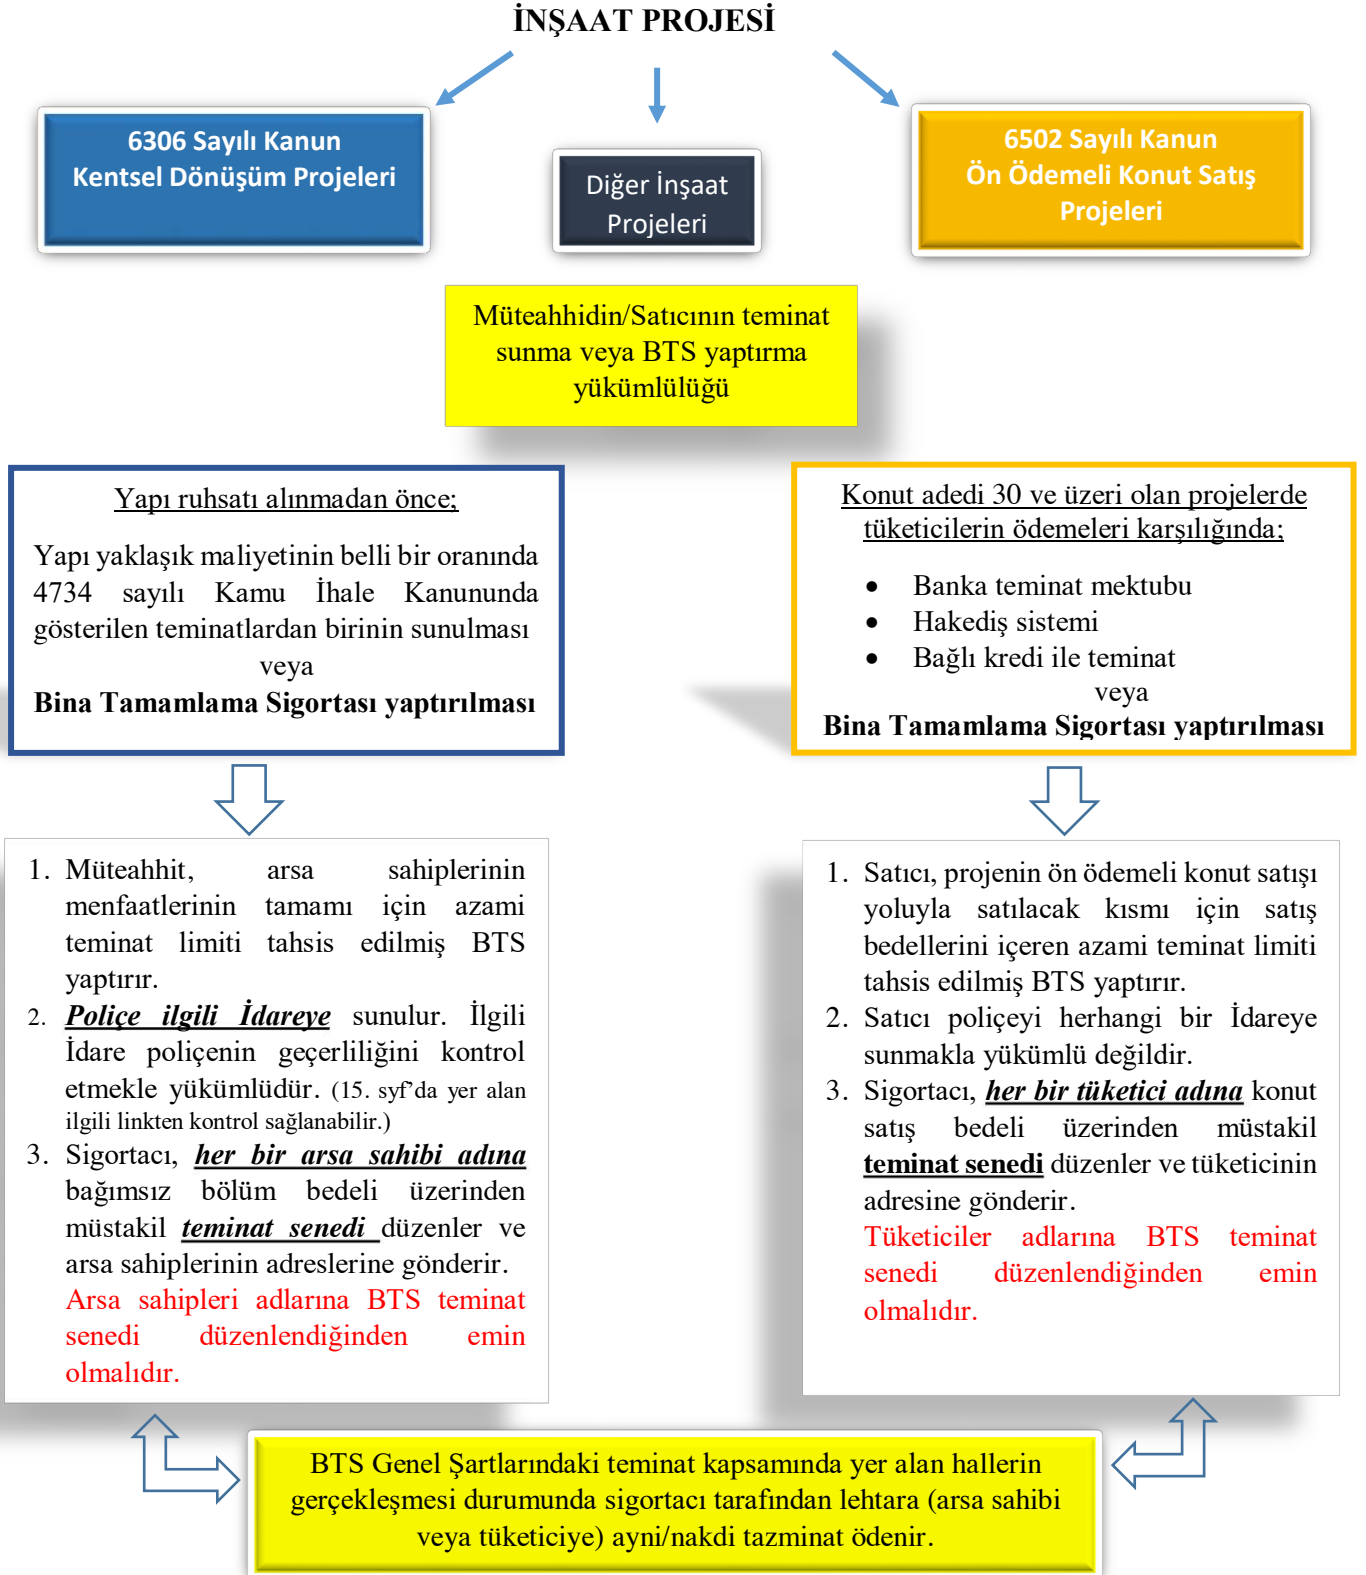 İNŞAAT PROJESİ
6306 Sayılı Kanun
Kentsel Dönüşüm Projeleri
Diğer İnşaat
Projeleri
6502 Sayılı Kanun
Ön Ödemeli Konut Satış
Projeleri
Müteahhidin/Satıcının teminat
sunma veya BTS yaptırma
yükümlülüğü
Yapı ruhsatı alınmadan önce;
Yapı yaklaşık maliyetinin belli bir oranında
4734 sayılı Kamu İhale Kanununda
gösterilen teminatlardan birinin sunulması
veya
Bina Tamamlama Sigortası yaptırılması
Konut adedi 30 ve üzeri olan projelerde
tüketicilerin ödemeleri karşılığında;
• Banka teminat mektubu
• Hakediş sistemi
• Bağlı kredi ile teminat
veya
Bina Tamamlama Sigortası yaptırılması
1. Müteahhit, arsa sahiplerinin
menfaatlerinin tamamı için azami
teminat limiti tahsis edilmiş BTS
yaptırır.
2. Poliçe ilgili İdareye sunulur. İlgili
İdare poliçenin geçerliliğini kontrol
etmekle yükümlüdür. (15. syf’da yer alan
ilgili linkten kontrol sağlanabilir.)
3. Sigortacı, her bir arsa sahibi adına
bağımsız bölüm bedeli üzerinden
müstakil teminat senedi düzenler ve
arsa sahiplerinin adreslerine gönderir.
Arsa sahipleri adlarına BTS teminat
senedi düzenlendiğinden emin
olmalıdır.
1. Satıcı, projenin ön ödemeli konut satışı
yoluyla satılacak kısmı için satış
bedellerini içeren azami teminat limiti
tahsis edilmiş BTS yaptırır.
2. Satıcı poliçeyi herhangi bir İdareye
sunmakla yükümlü değildir.
3. Sigortacı, her bir tüketici adına konut
satış bedeli üzerinden müstakil
teminat senedi düzenler ve tüketicinin
adresine gönderir.
Tüketiciler adlarına BTS teminat
senedi düzenlendiğinden emin
olmalıdır.
BTS Genel Şartlarındaki teminat kapsamında yer alan hallerin
gerçekleşmesi durumunda sigortacı tarafından lehtara (arsa sahibi
veya tüketiciye) ayni/nakdi tazminat ödenir.